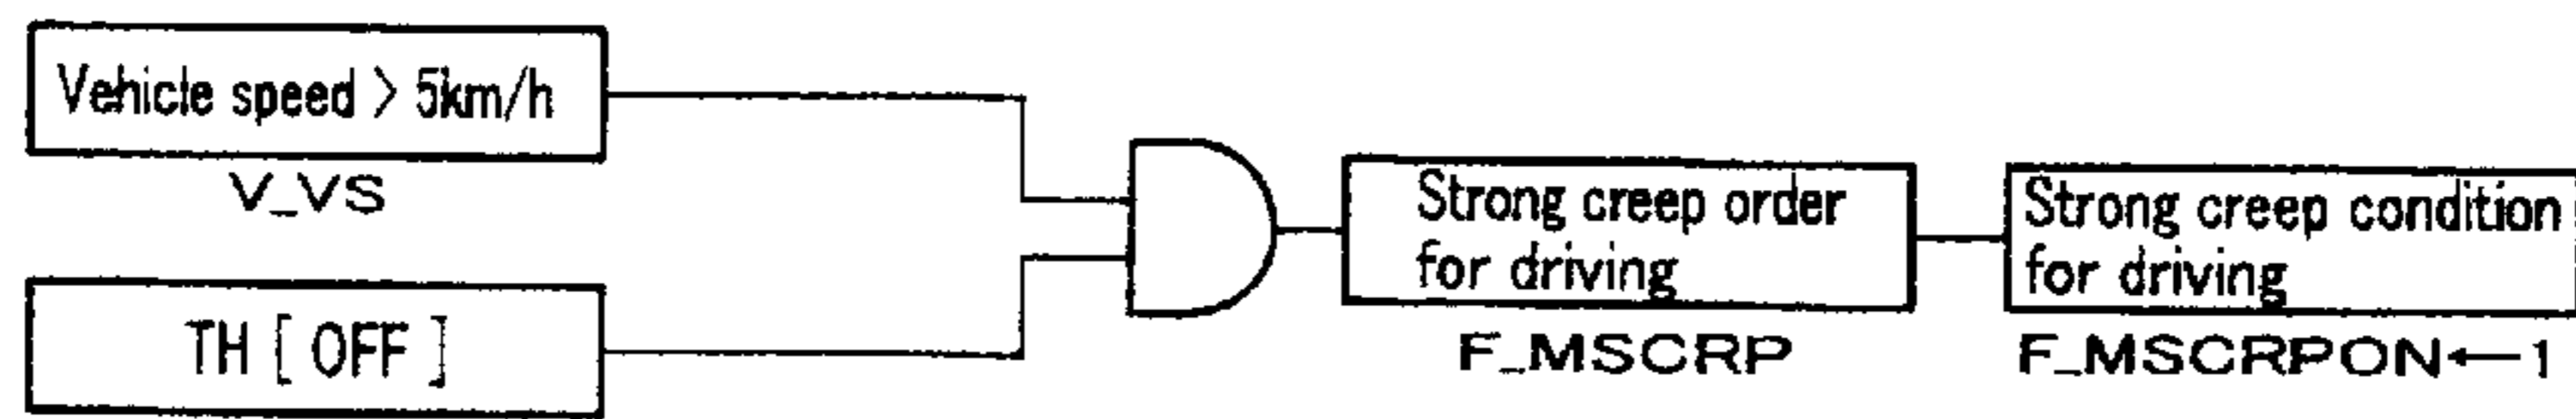 Vehicle speed > 5km/h
V_VS
TH [ OFF ]
Strong creep order
for driving
F_MSCRP
Strong creep condition
for driving
F_MSCRPON←1